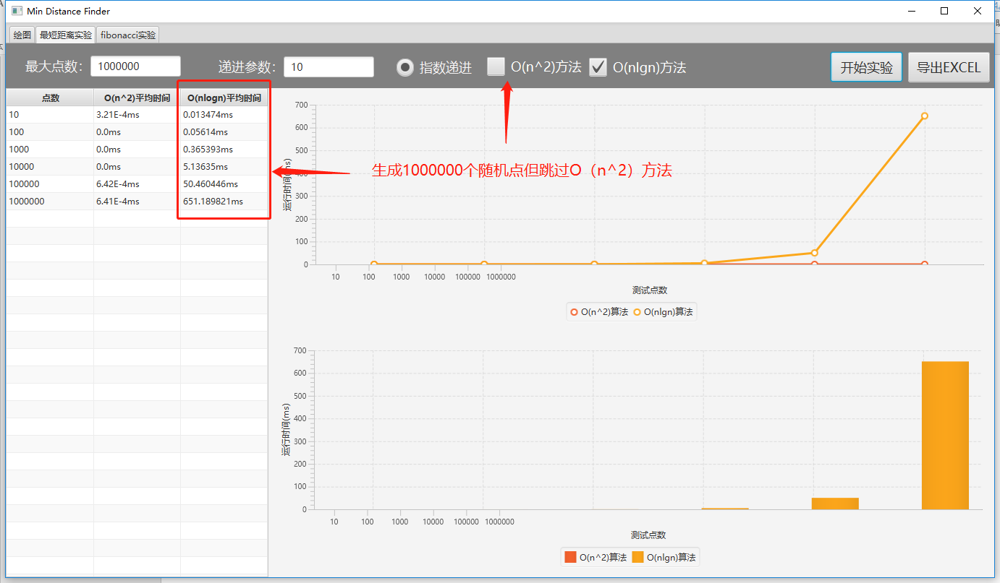 Min Distance Finder
绘图 最短距离实验 fibonacci实验
最大点数: 1000000 递进参数: 10 指数递进 O(n^2)方法 O(nlgn)方法 开始实验 导出EXCEL
点数 O(n^2)平均时间 O(nlogn)平均时间
10 3.21E-4ms 0.013474ms
100 0.0ms 0.05614ms
1000 0.0ms 0.365393ms
10000 0.0ms 5.13635ms
100000 6.42E-4ms 50.460446ms
1000000 6.41E-4ms 651.189821ms
生成1000000个随机点但跳过O（n^2）方法
700
600
500
400
300
200
100
0
运行时间(ms)
10 100 1000 10000 100000 1000000
测试点数
O(n^2)算法 O(nlgn)算法
700
600
500
400
300
200
100
0
运行时间(ms)
10 100 1000 10000 100000 1000000
测试点数
O(n^2)算法 O(nlgn)算法